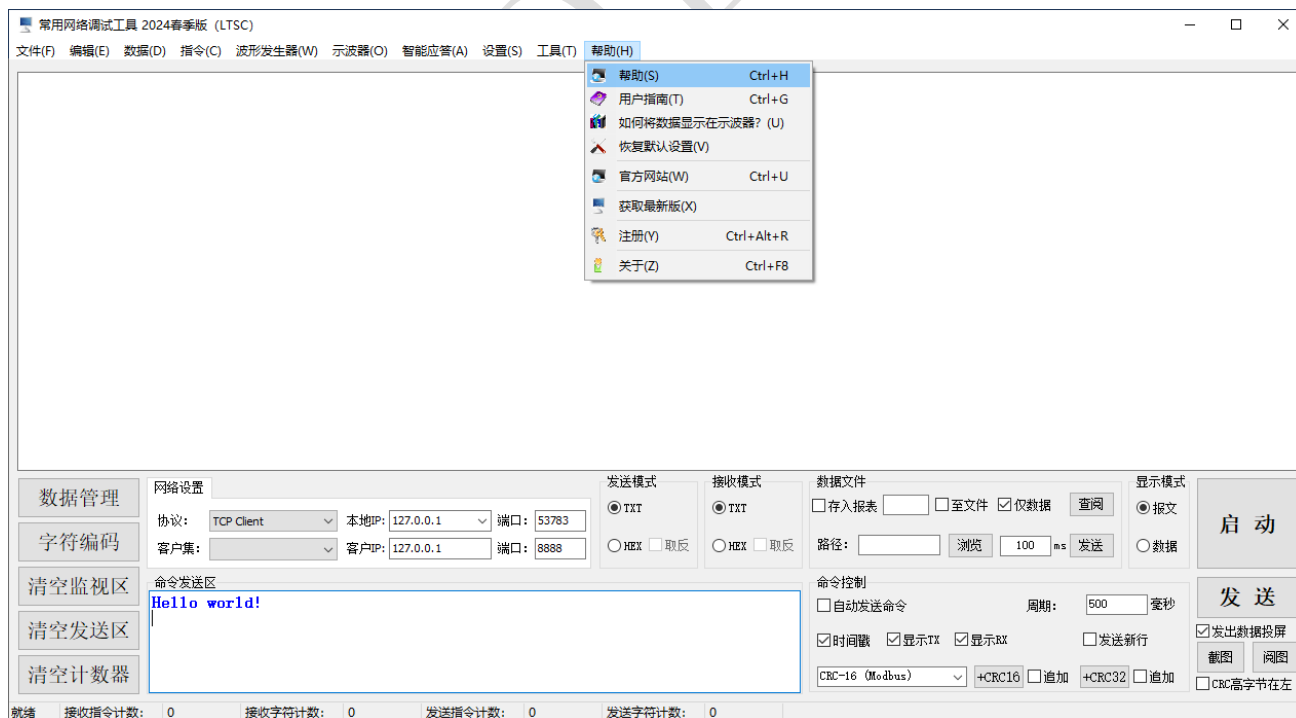 常用网络调试工具 2024春季版（LTSC）
文件(F) 编辑(E) 数据(D) 指令(C) 波形发生器(W) 示波器(O) 智能应答(A) 设置(S) 工具(T) 帮助(H)
帮助(S) Ctrl+H
用户指南(T) Ctrl+G
如何将数据显示在示波器？(U)
恢复默认设置(V)
官方网站(W) Ctrl+U
获取最新版(X)
注册(Y) Ctrl+Alt+R
关于(Z) Ctrl+F8
数据管理
字符编码
清空监视区
清空发送区
清空计数器
网络设置
协议: TCP Client 本地IP: 127.0.0.1 端口: 53783
客户集: 客户IP: 127.0.0.1 端口: 8888
发送模式
TXT
HEX 取反
接收模式
TXT
HEX 取反
数据文件
存入报表 至文件 仅数据 查阅
路径: 浏览 100 ms 发送
显示模式
报文
数据
启 动
命令发送区
Hello world!
命令控制
自动发送命令 周期: 500 毫秒
时间戳 显示TX 显示RX 发送新行
CRC-16 (Modbus) +CRC16 追加 +CRC32 追加
发 送
发出数据投屏
截图 阅图
CRC高字节在左
就绪 接收指令计数: 0 接收字符计数: 0 发送指令计数: 0 发送字符计数: 0